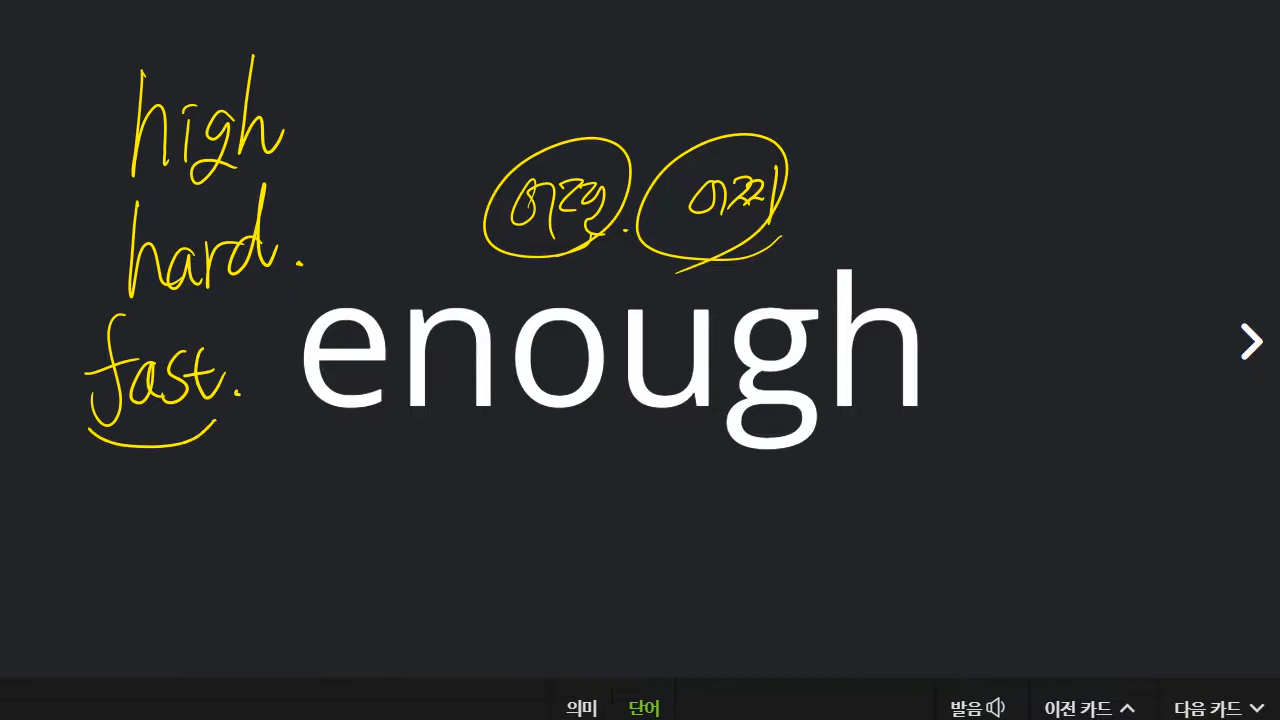 high
hard.
fast.
enough
의미 단어 발음 이전 카드 다음 카드